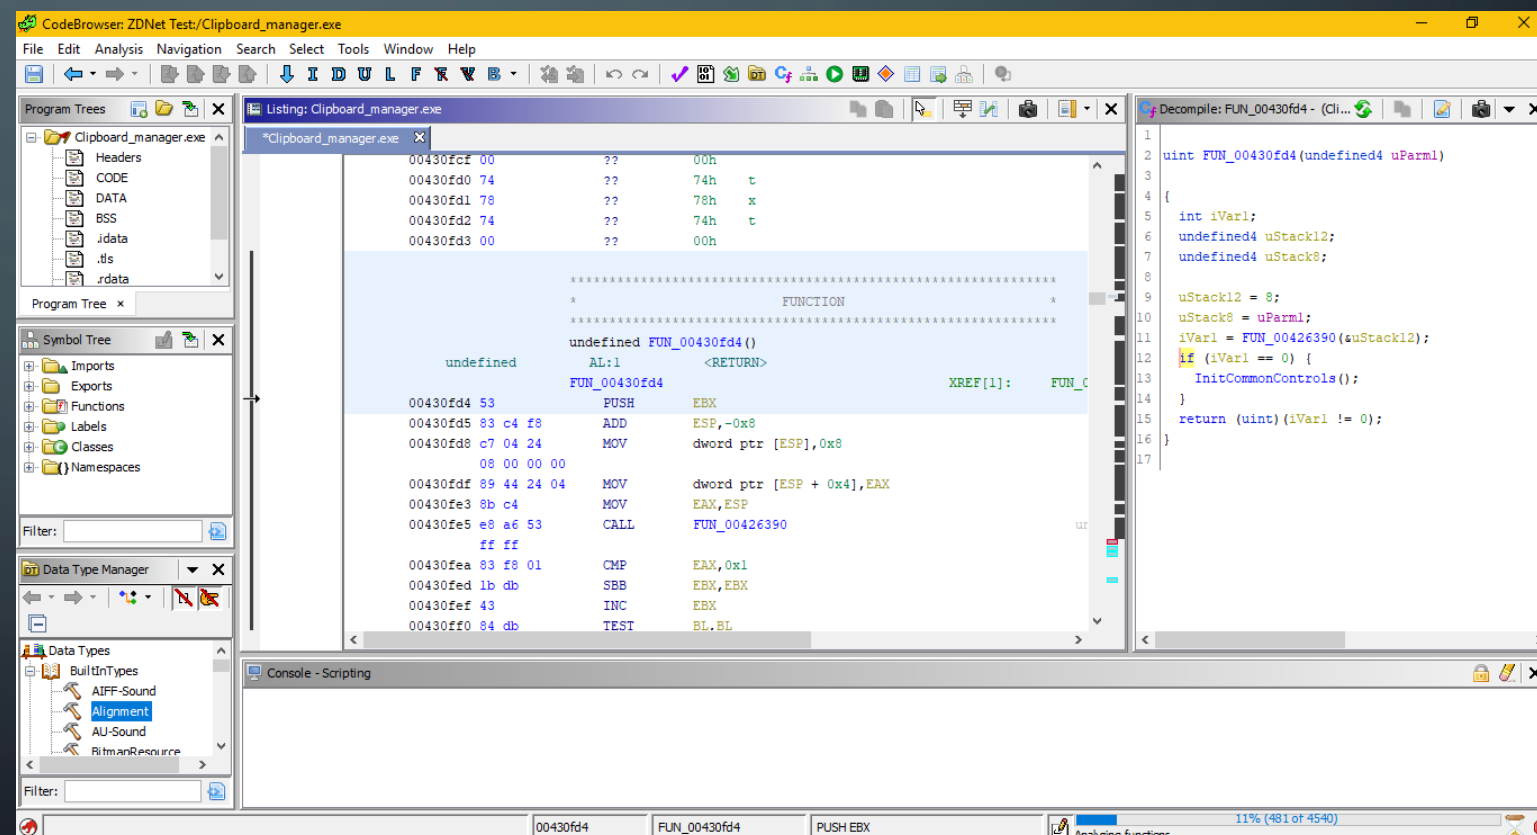 CodeBrowser: ZDNet Test:/Clipboard_manager.exe
File Edit Analysis Navigation Search Select Tools Window Help
I D U L F R V B
Program Trees
Clipboard_manager.exe
Headers
CODE
DATA
BSS
.idata
.tls
.rdata
Program Tree ×
Symbol Tree
Imports
Exports
Functions
Labels
Classes
Namespaces
Filter:
Data Type Manager
Data Types
BuiltInTypes
AIFF-Sound
Alignment
AU-Sound
BitmapResource
Filter:
Listing: Clipboard_manager.exe
*Clipboard_manager.exe
00430fcf 00 ?? 00h
00430fd0 74 ?? 74h t
00430fd1 78 ?? 78h x
00430fd2 74 ?? 74h t
00430fd3 00 ?? 00h
**************************************************************
* FUNCTION *
**************************************************************
undefined FUN_00430fd4()
undefined AL:1 <RETURN>
FUN_00430fd4 XREF[1]:
00430fd4 53 PUSH EBX
00430fd5 83 c4 f8 ADD ESP,-0x8
00430fd8 c7 04 24 MOV dword ptr [ESP],0x8
08 00 00 00
00430fdf 89 44 24 04 MOV dword ptr [ESP + 0x4],EAX
00430fe3 8b c4 MOV EAX,ESP
00430fe5 e8 a6 53 CALL FUN_00426390
ff ff
00430fea 83 f8 01 CMP EAX,0x1
00430fed 1b db SBB EBX,EBX
00430fef 43 INC EBX
00430ff0 84 db TEST BL,BL
Decompile: FUN_00430fd4 - (Cli...
1
2 uint FUN_00430fd4(undefined4 uParm1)
3
4 {
5 int iVar1;
6 undefined4 uStack12;
7 undefined4 uStack8;
8
9 uStack12 = 8;
10 uStack8 = uParm1;
11 iVar1 = FUN_00426390(&uStack12);
12 if (iVar1 == 0) {
13 InitCommonControls();
14 }
15 return (uint)(iVar1 != 0);
16 }
17
Console - Scripting
00430fd4 FUN_00430fd4 PUSH EBX
11% (481 of 4540)
Analyzing functions